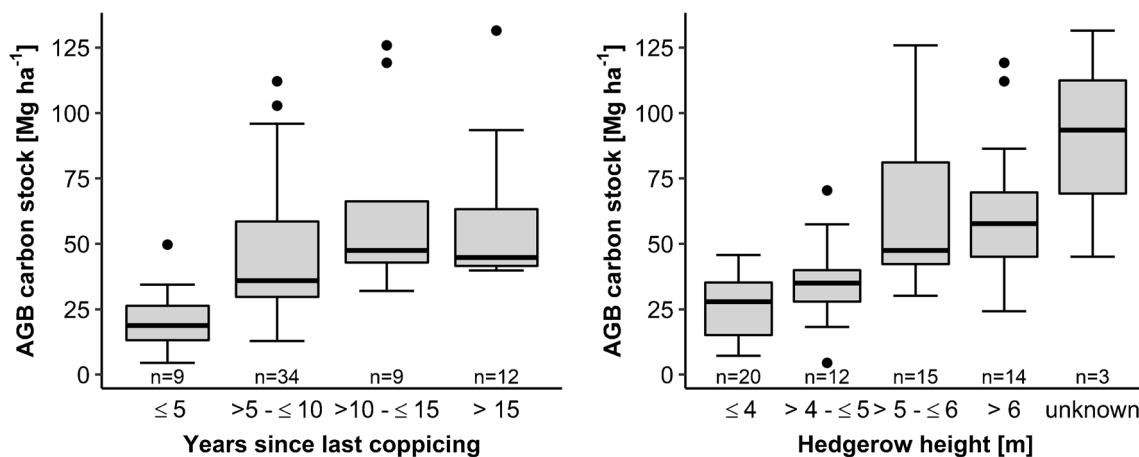 AGB carbon stock [Mg ha⁻¹]
125
100
75
50
25
0
n=9 n=34 n=9 n=12
≤ 5 >5 - ≤ 10 >10 - ≤ 15 > 15
Years since last coppicing
AGB carbon stock [Mg ha⁻¹]
125
100
75
50
25
0
n=20 n=12 n=15 n=14 n=3
≤ 4 > 4 - ≤ 5 > 5 - ≤ 6 > 6 unknown
Hedgerow height [m]